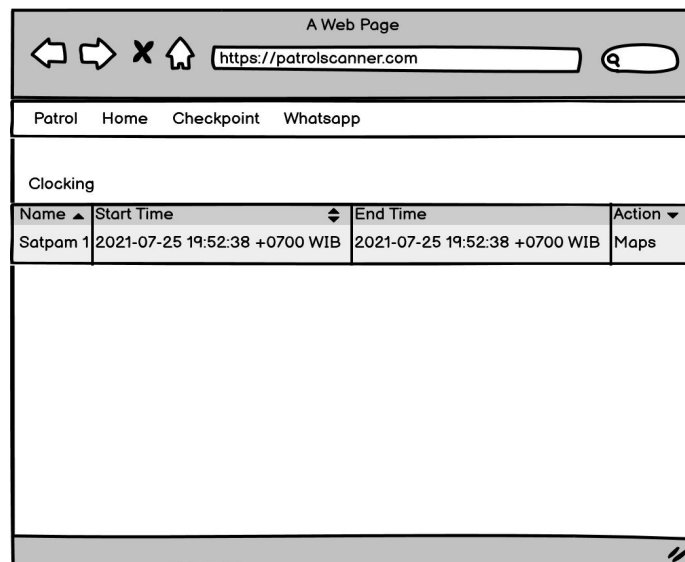 A Web Page
https://patrolscanner.com
Patrol Home Checkpoint Whatsapp
Clocking
Name Start Time End Time Action
Satpam 1 2021-07-25 19:52:38 +0700 WIB 2021-07-25 19:52:38 +0700 WIB Maps